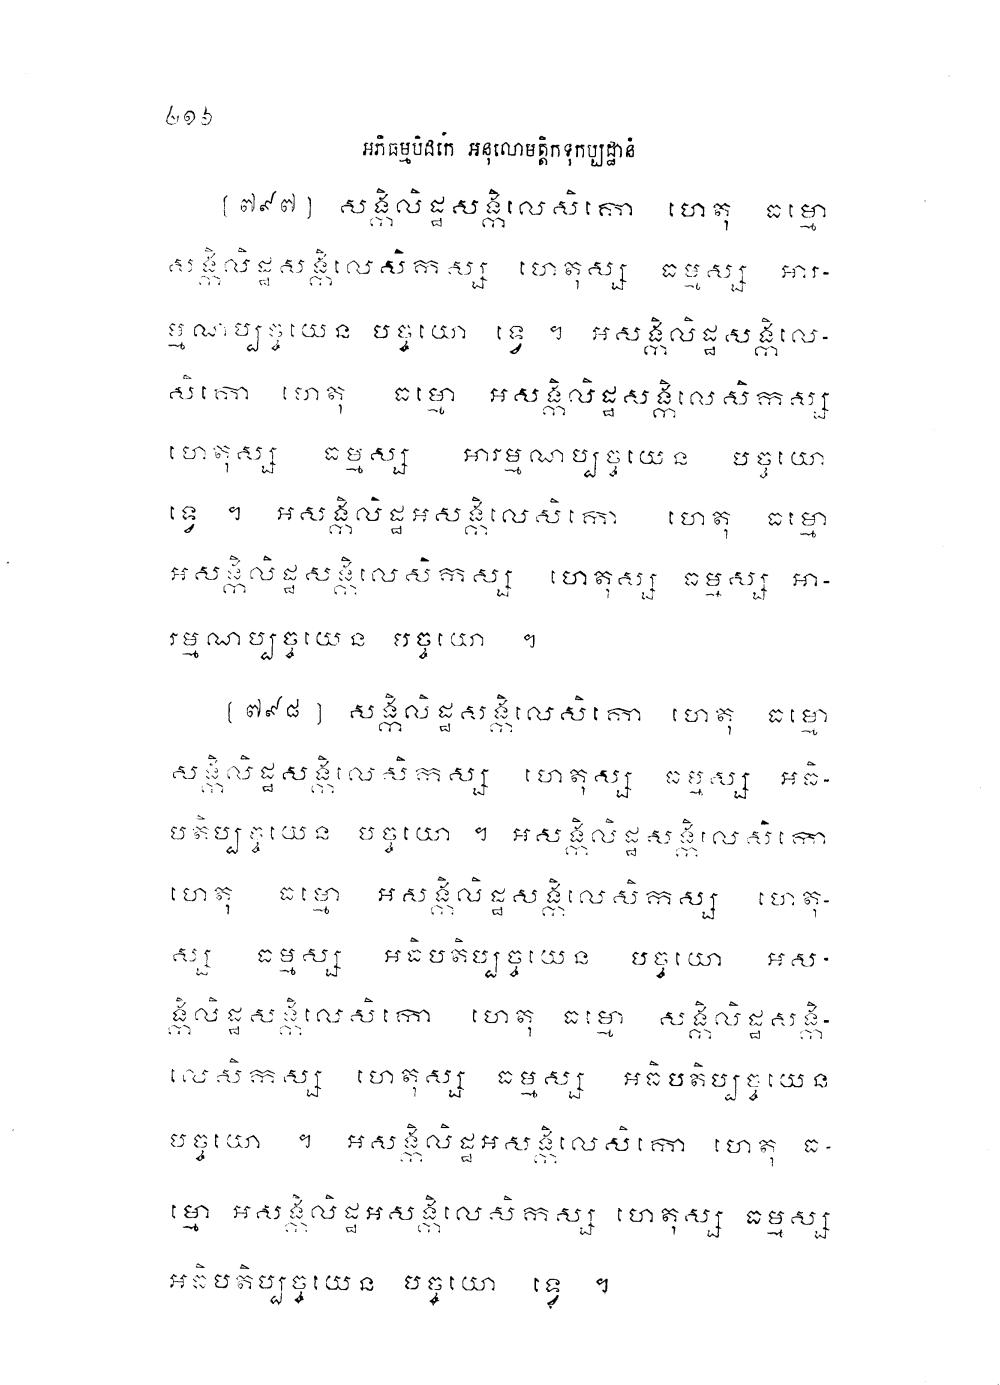 ២១៦
អភិធម្មបិដកេ អនុលោមត្តិកទុកប្បដ្ឋានំ
[៧៩៧] សង្កិលិដ្ឋសង្កិលេសិកោ ហេតុ ធម្មោ
សង្កិលិដ្ឋសង្កិលេសិកស្ស ហេតុស្ស ធម្មស្ស អារ-
ម្មណប្បច្ចយេន បច្ចយោ ទ្វេ ។ អសង្កិលិដ្ឋសង្កិលេ-
សិកោ ហេតុ ធម្មោ អសង្កិលិដ្ឋសង្កិលេសិកស្ស
ហេតុស្ស ធម្មស្ស អារម្មណប្បច្ចយេន បច្ចយោ
ទ្វេ ។ អសង្កិលិដ្ឋអសង្កិលេសិកោ ហេតុ ធម្មោ
អសង្កិលិដ្ឋសង្កិលេសិកស្ស ហេតុស្ស ធម្មស្ស អា-
រម្មណប្បច្ចយេន បច្ចយោ ។
[៧៩៨] សង្កិលិដ្ឋសង្កិលេសិកោ ហេតុ ធម្មោ
សង្កិលិដ្ឋសង្កិលេសិកស្ស ហេតុស្ស ធម្មស្ស អធិ-
បតិប្បច្ចយេន បច្ចយោ ។ អសង្កិលិដ្ឋសង្កិលេសិកោ
ហេតុ ធម្មោ អសង្កិលិដ្ឋសង្កិលេសិកស្ស ហេតុ-
ស្ស ធម្មស្ស អធិបតិប្បច្ចយេន បច្ចយោ អស-
ង្កិលិដ្ឋសង្កិលេសិកោ ហេតុ ធម្មោ សង្កិលិដ្ឋសង្កិ-
លេសិកស្ស ហេតុស្ស ធម្មស្ស អធិបតិប្បច្ចយេន
បច្ចយោ ។ អសង្កិលិដ្ឋអសង្កិលេសិកោ ហេតុ ធ-
ម្មោ អសង្កិលិដ្ឋអសង្កិលេសិកស្ស ហេតុស្ស ធម្មស្ស
អធិបតិប្បច្ចយេន បច្ចយោ ទ្វេ ។